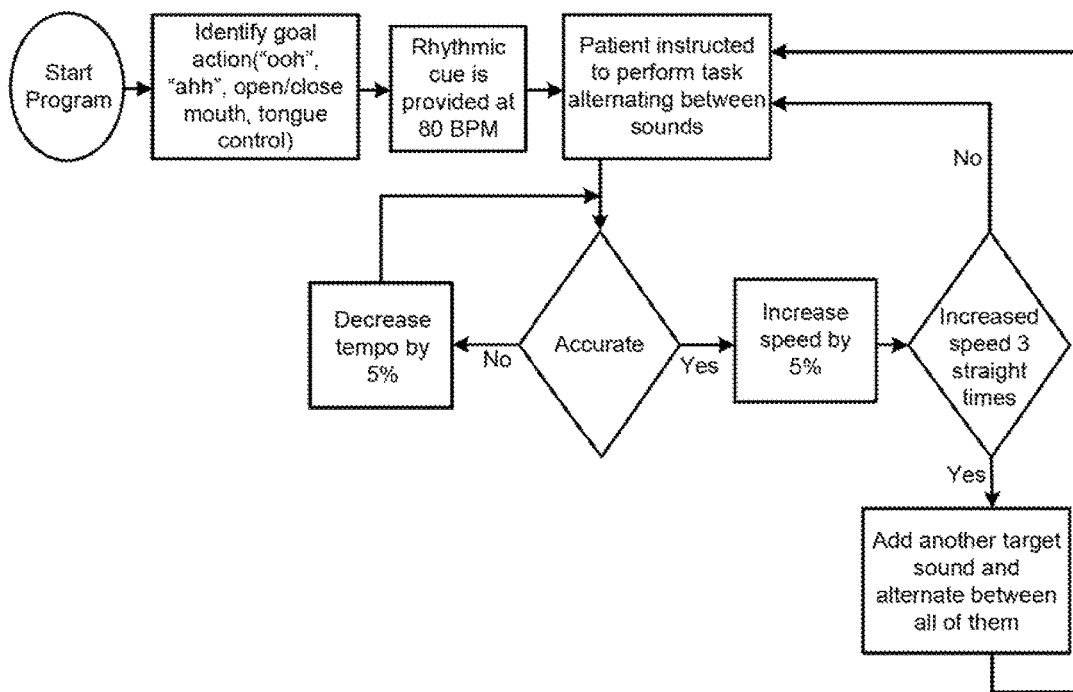 Start
Program
Identify goal
action("ooh",
"ahh", open/close
mouth, tongue
control)
Rhythmic
cue is
provided at
80 BPM
Patient instructed
to perform task
alternating between
sounds
No
Decrease
tempo by
5%
No
Accurate
Yes
Increase
speed by
5%
Increased
speed 3
straight
times
Yes
Add another target
sound and
alternate between
all of them